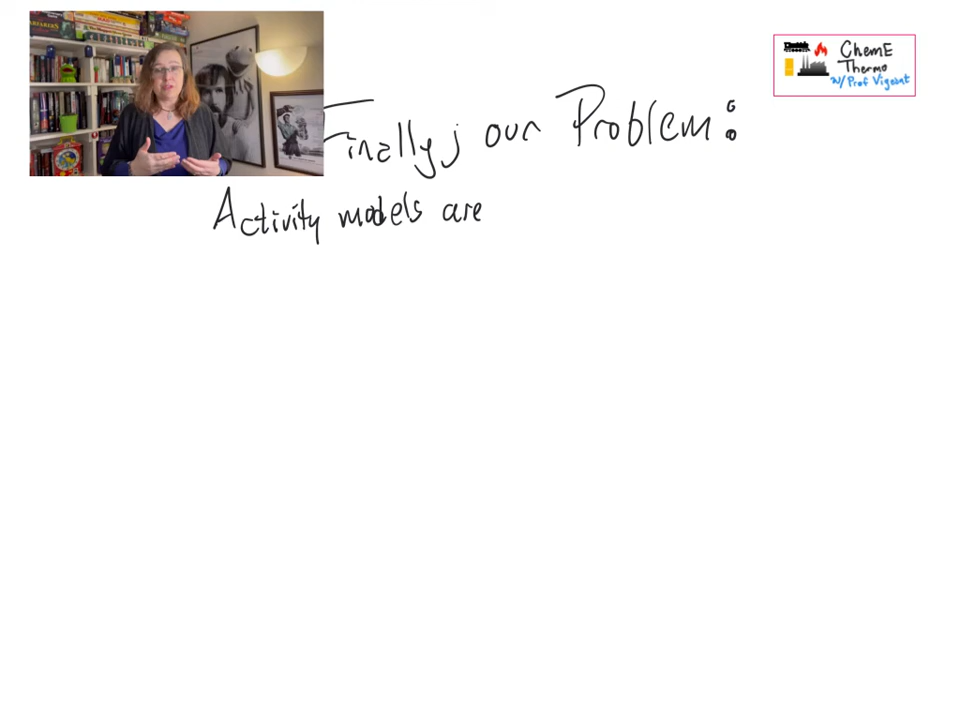 Finally, our Problem:
Activity models are
ChemE
Thermo
w/ Prof Vigeant